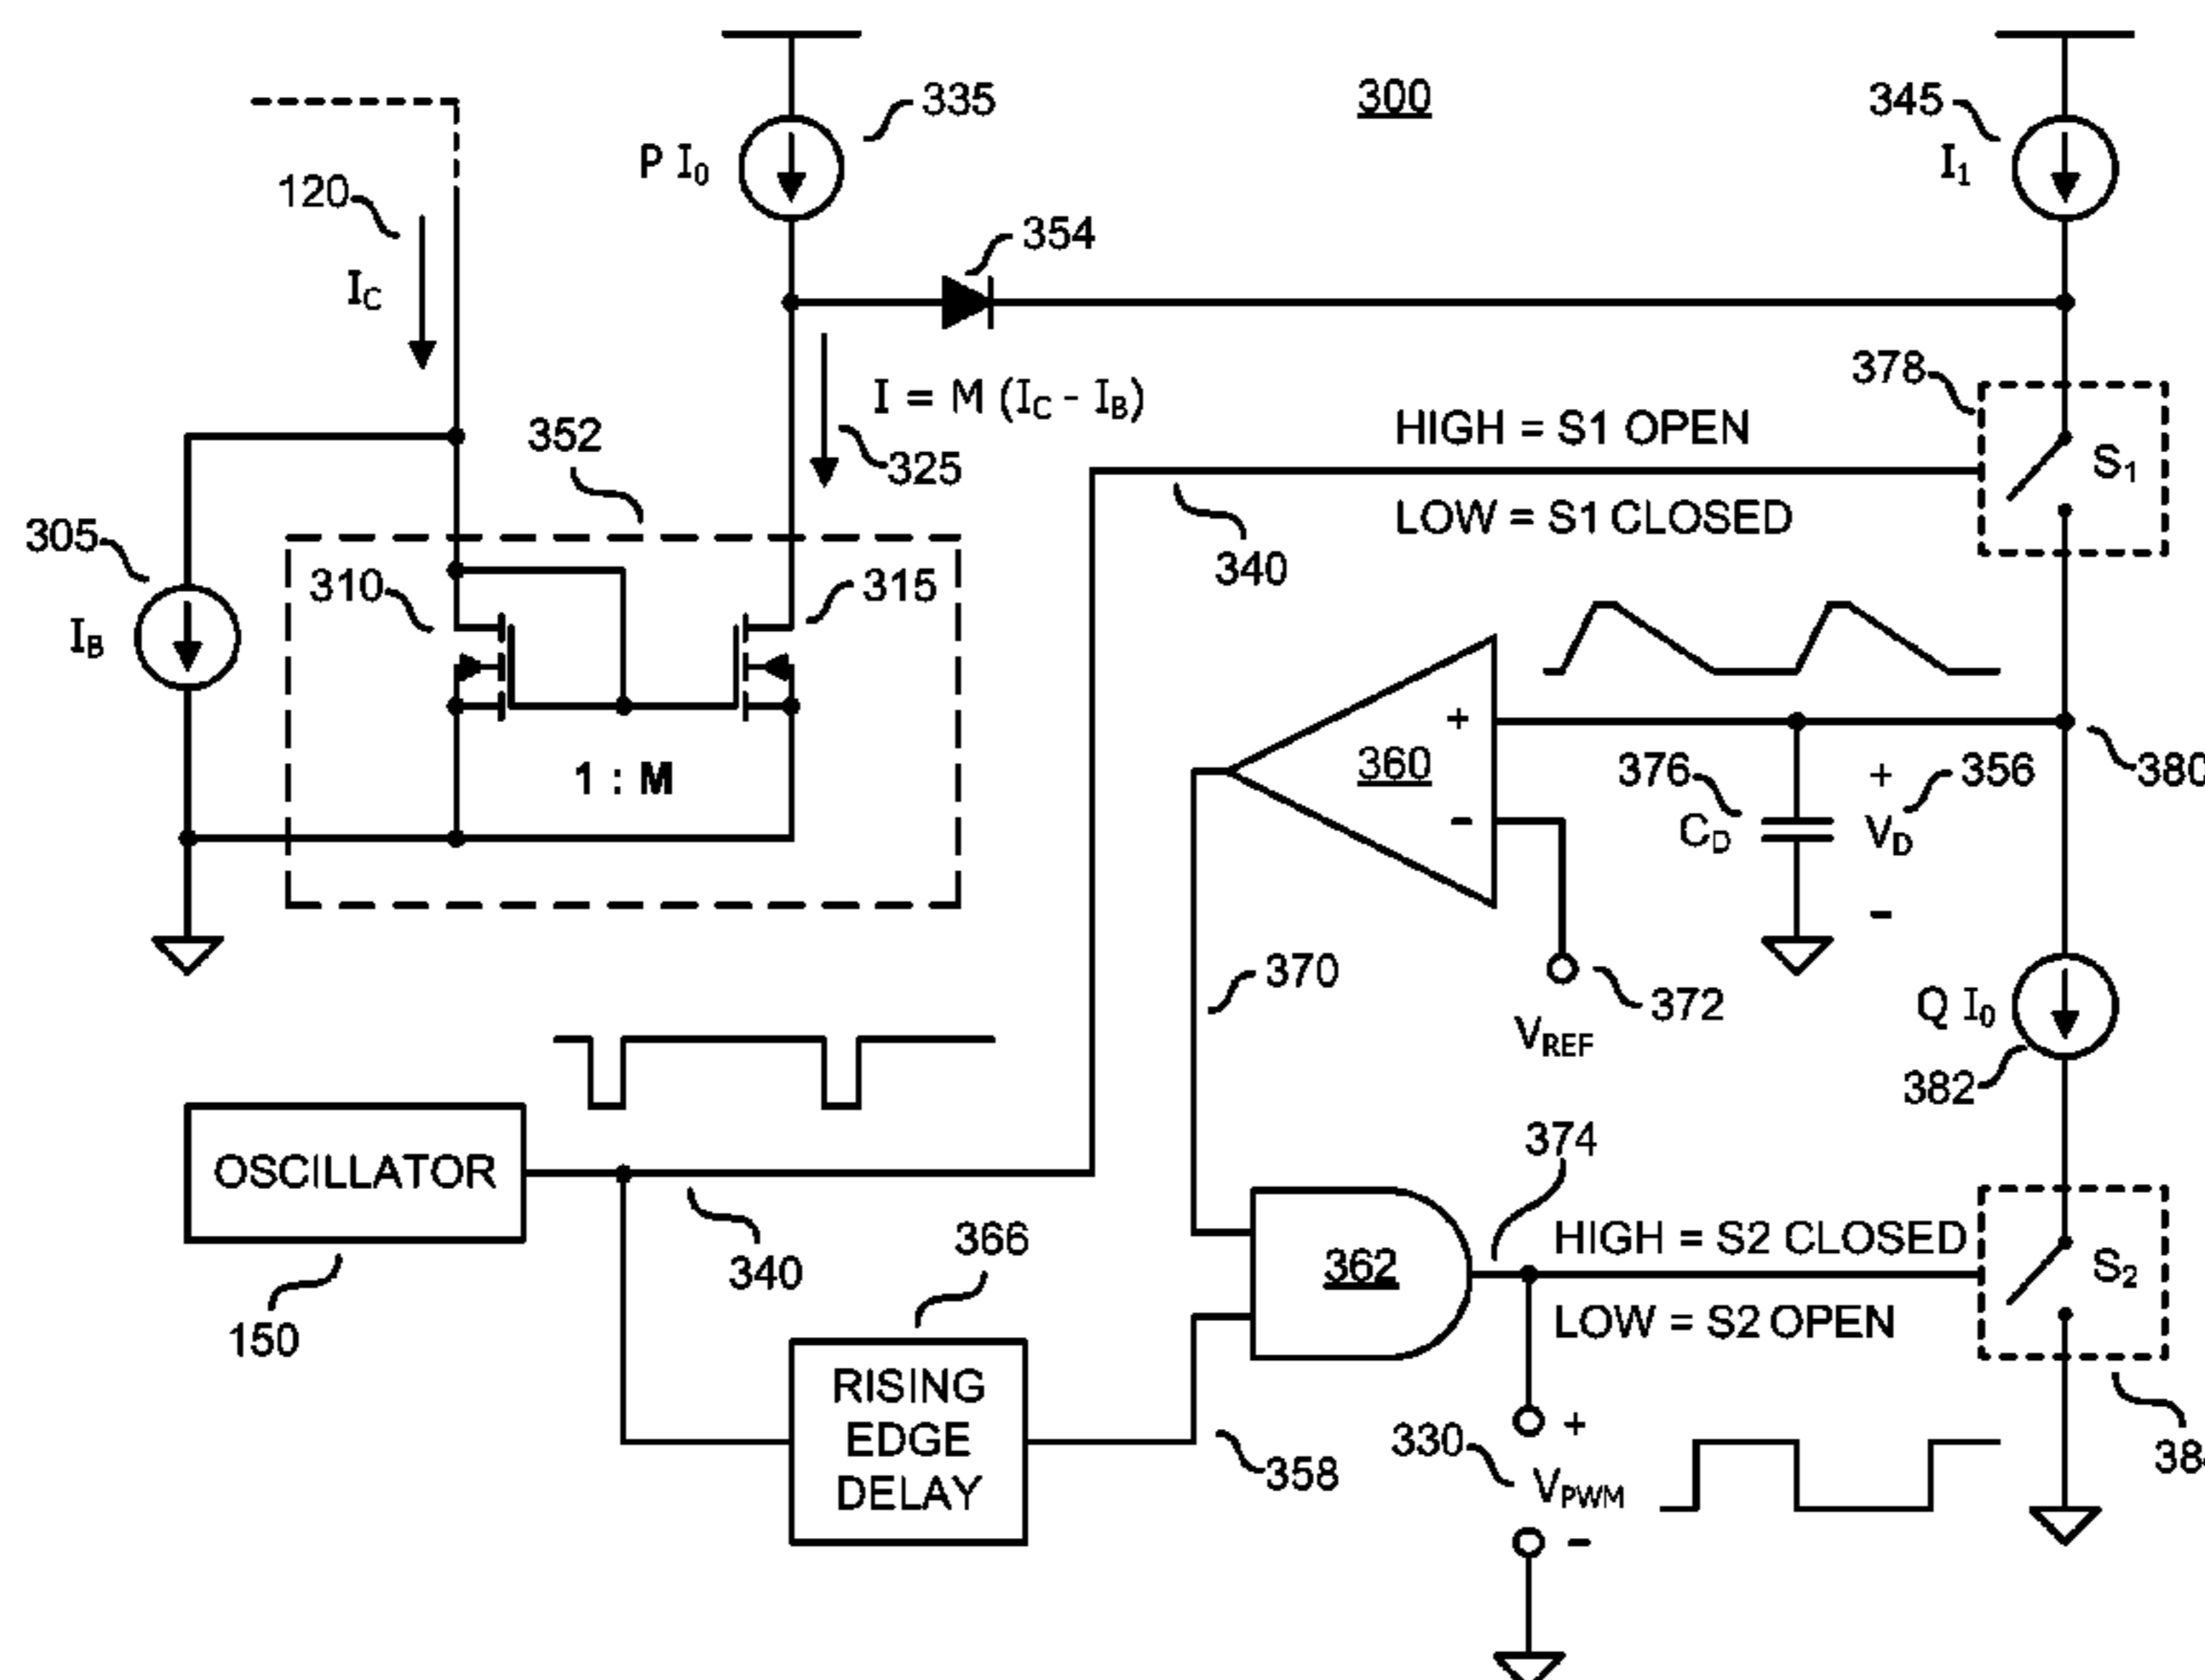 300
335
P I0
345
I1
120
IC
354
378
I = M (IC - IB)
HIGH = S1 OPEN
S1
352
325
LOW = S1 CLOSED
340
305
310
315
IB
1 : M
+
360
376
+
356
380
-
CD
VD
-
370
372
VREF
Q I0
382
374
OSCILLATOR
366
340
362
HIGH = S2 CLOSED
S2
LOW = S2 OPEN
150
RISING
EDGE
DELAY
358
330
+
VPWM
-